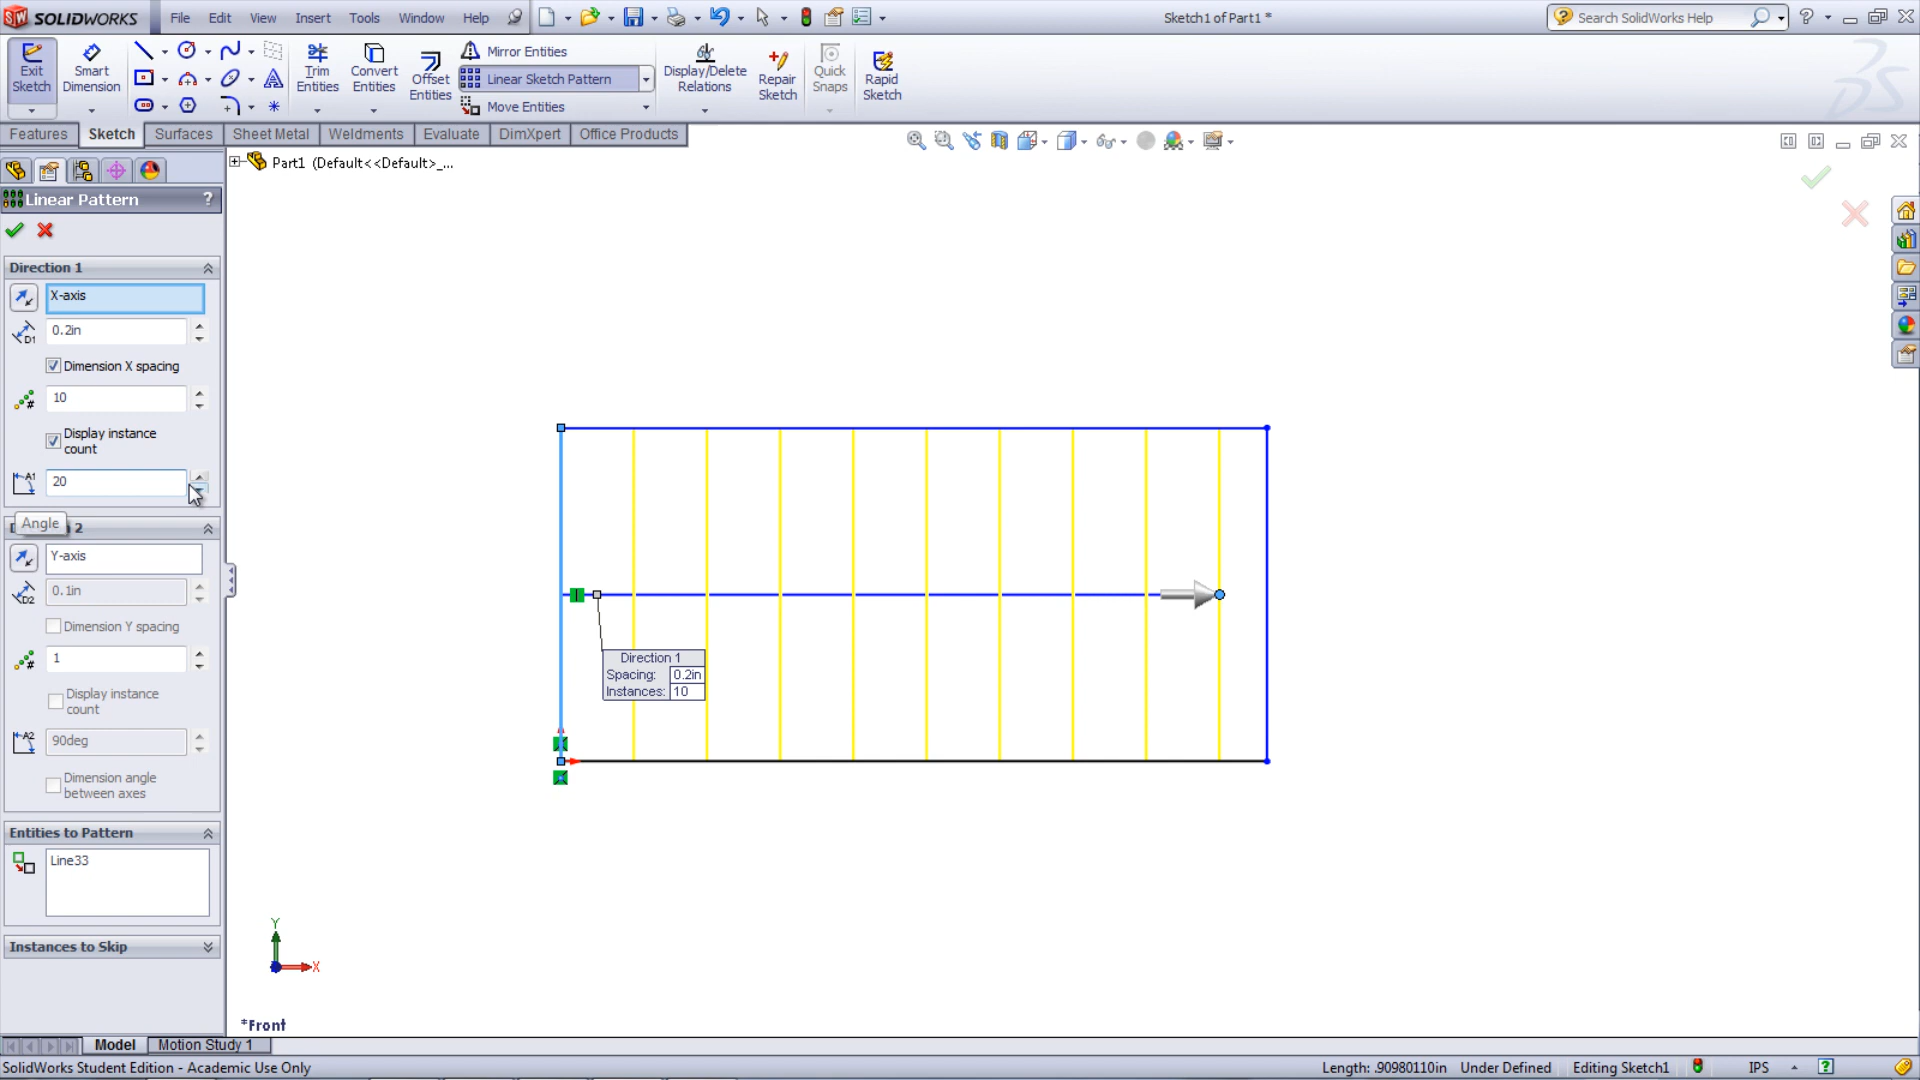 SOLIDWORKS File Edit View Insert Tools Window Help Sketch1 of Part1 * Search SolidWorks Help
Exit Sketch
Smart Dimension
Trim Entities
Convert Entities
Offset Entities
Mirror Entities
Linear Sketch Pattern
Move Entities
Display/Delete Relations
Repair Sketch
Quick Snaps
Rapid Sketch
Features Sketch Surfaces Sheet Metal Weldments Evaluate DimXpert Office Products
Part1 (Default<<Default>_...
Linear Pattern ?
Direction 1
X-axis
D1 0.2in
Dimension X spacing
# 10
Display instance
count
A1 20
Angle
2
Y-axis
D2 0.1in
Dimension Y spacing
# 1
Display instance
count
A2 90deg
Dimension angle
between axes
Entities to Pattern
Line33
Instances to Skip
Direction 1
Spacing: 0.2in
Instances: 10
Y
X
*Front
Model Motion Study 1
SolidWorks Student Edition - Academic Use Only Length: .90980110in Under Defined Editing Sketch1 IPS ?